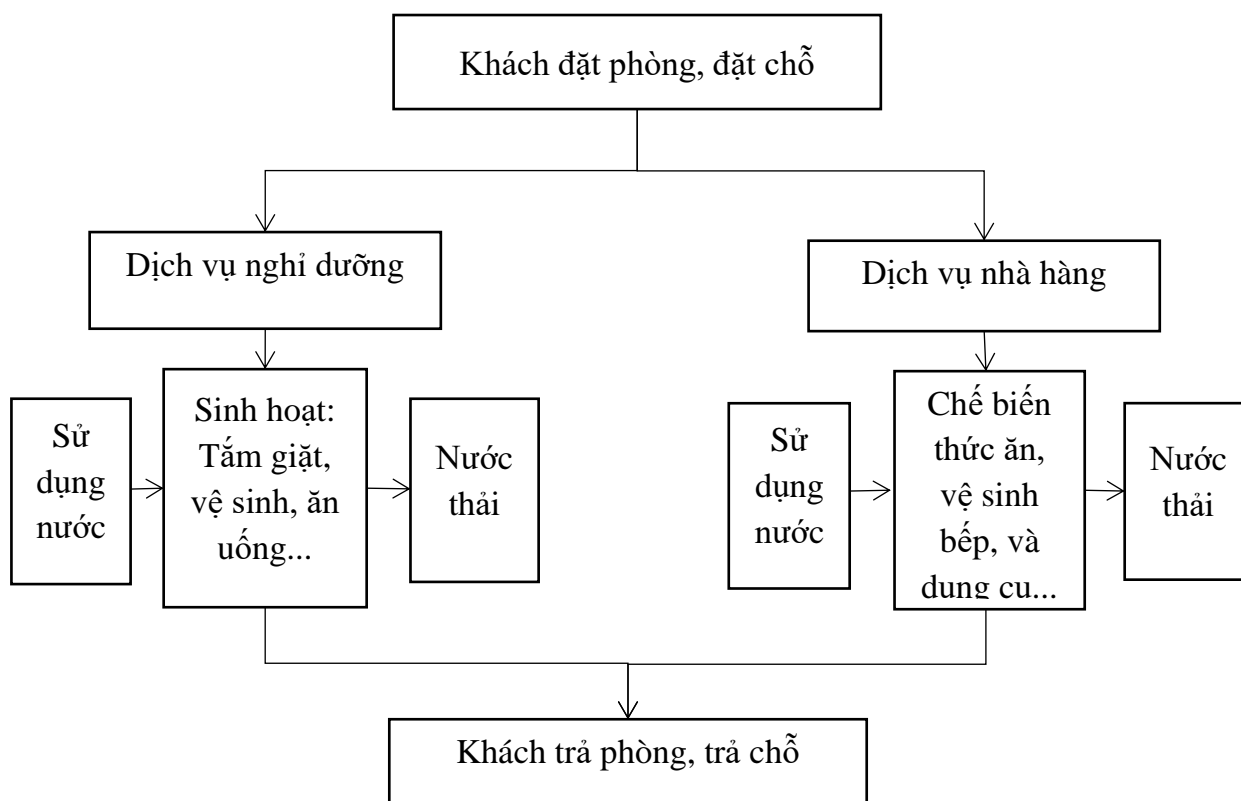 Khách đặt phòng, đặt chỗ
Dịch vụ nghỉ dưỡng
Dịch vụ nhà hàng
Sử
dụng
nước
Sinh hoạt:
Tắm giặt,
vệ sinh, ăn
uống...
Nước
thải
Sử
dụng
nước
Chế biến
thức ăn,
vệ sinh
bếp, và
dung cu...
Nước
thải
Khách trả phòng, trả chỗ